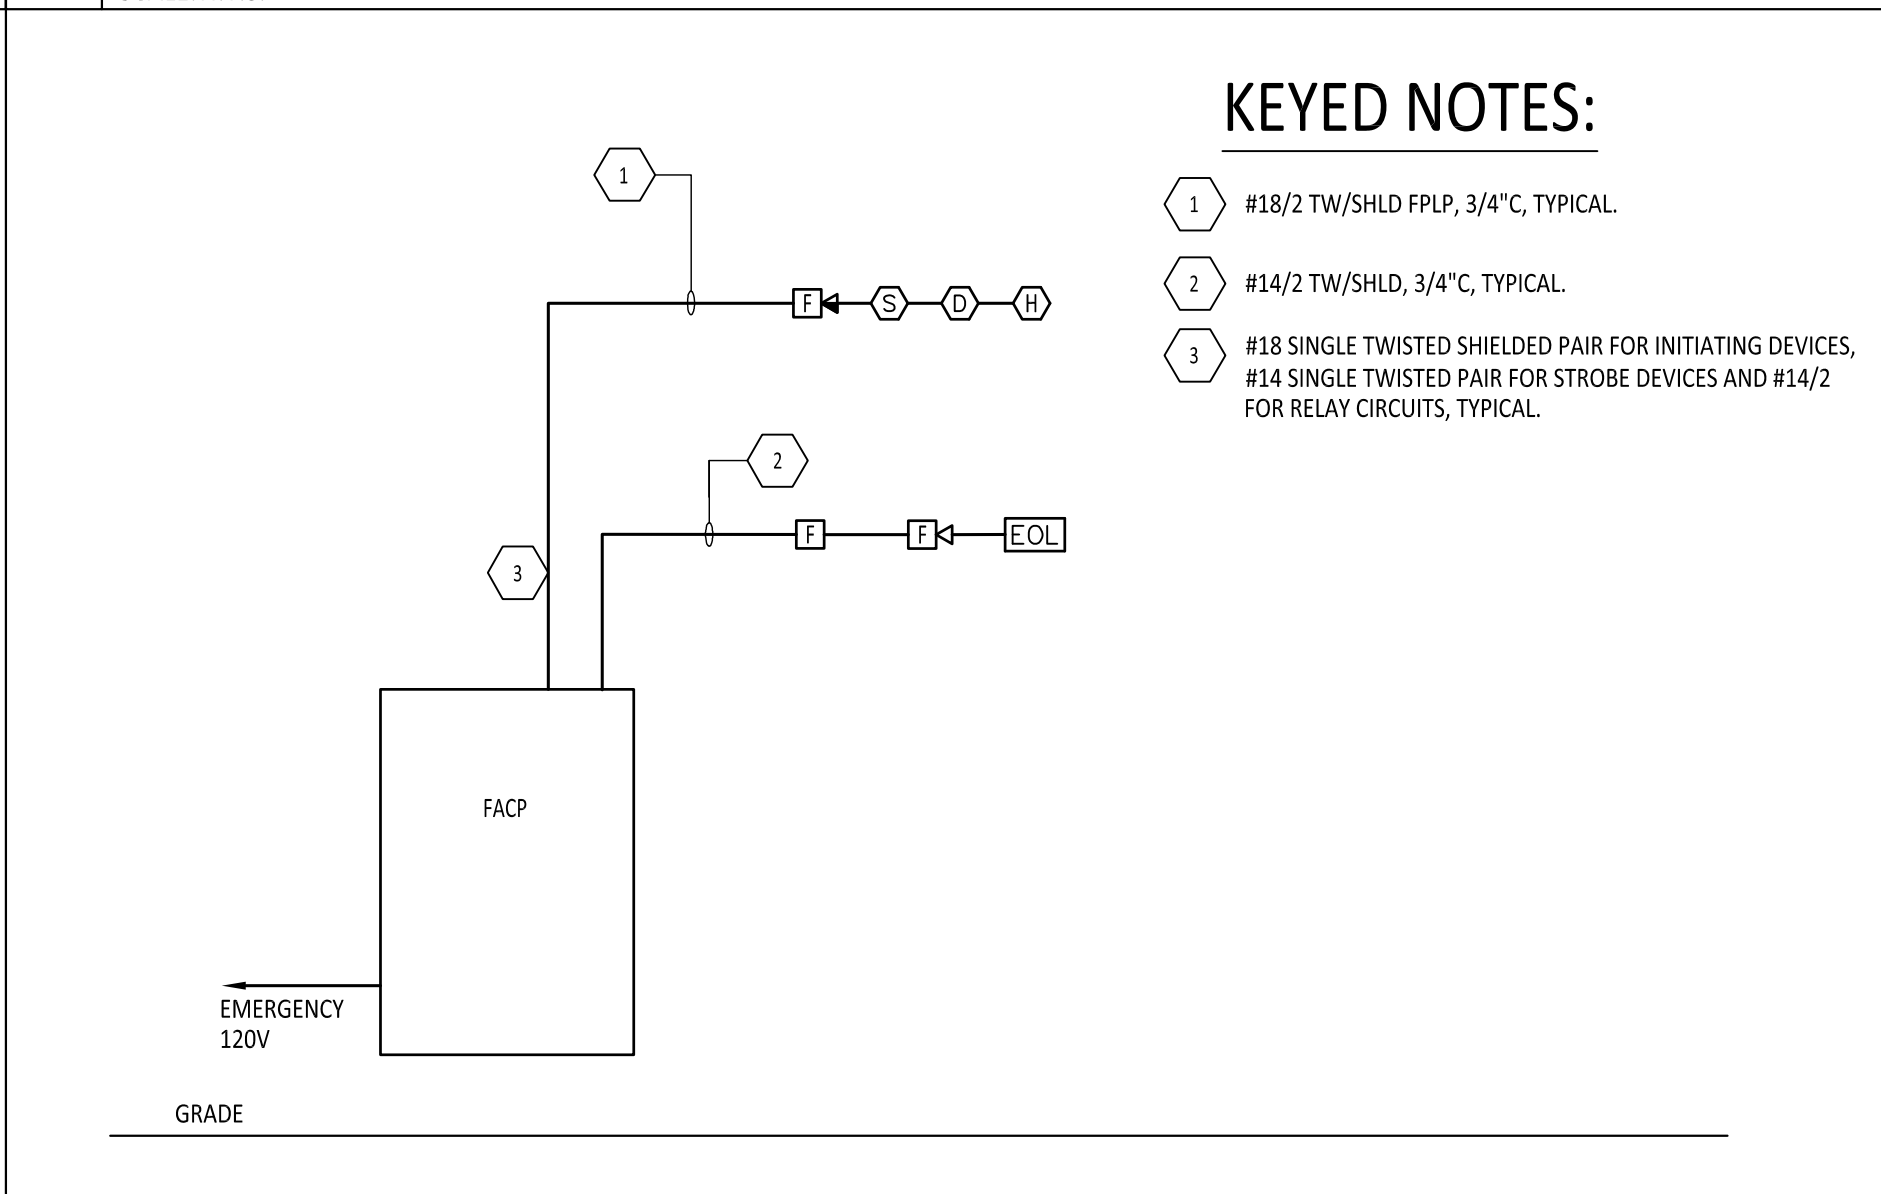 KEYED NOTES:
1
1 #18/2 TW/SHLD FPLP, 3/4"C, TYPICAL.
2 #14/2 TW/SHLD, 3/4"C, TYPICAL.
F S D H
3 #18 SINGLE TWISTED SHIELDED PAIR FOR INITIATING DEVICES,
#14 SINGLE TWISTED PAIR FOR STROBE DEVICES AND #14/2
FOR RELAY CIRCUITS, TYPICAL.
2
F F EOL
3
FACP
EMERGENCY
120V
GRADE